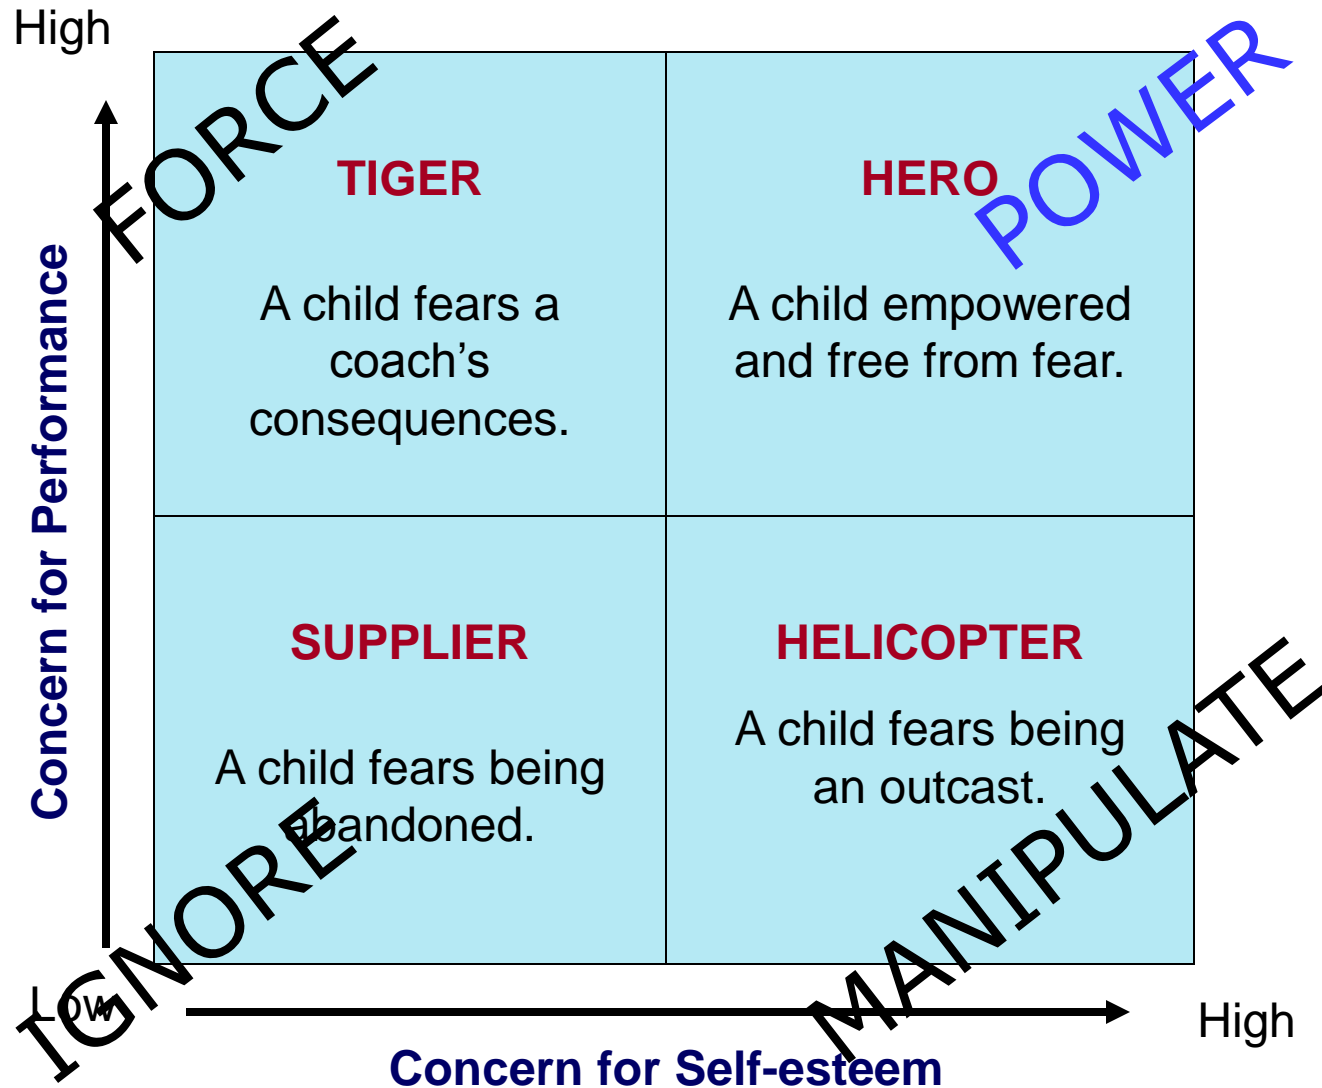 High
FORCE
POWER
TIGER
A child fears a
coach’s
consequences.
HERO
A child empowered
and free from fear.
Concern for Performance
SUPPLIER
A child fears being
abandoned.
HELICOPTER
A child fears being
an outcast.
IGNORE
MANIPULATE
Low
High
Concern for Self-esteem